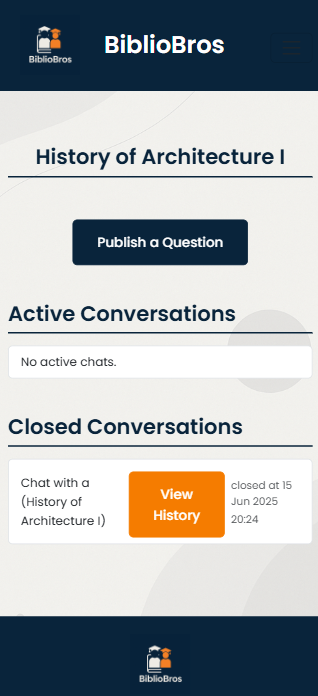 BiblioBros
BiblioBros
History of Architecture I
Publish a Question
Active Conversations
No active chats.
Closed Conversations
Chat with a
(History of
Architecture I)
View
History
closed at 15
Jun 2025
20:24
BiblioBros